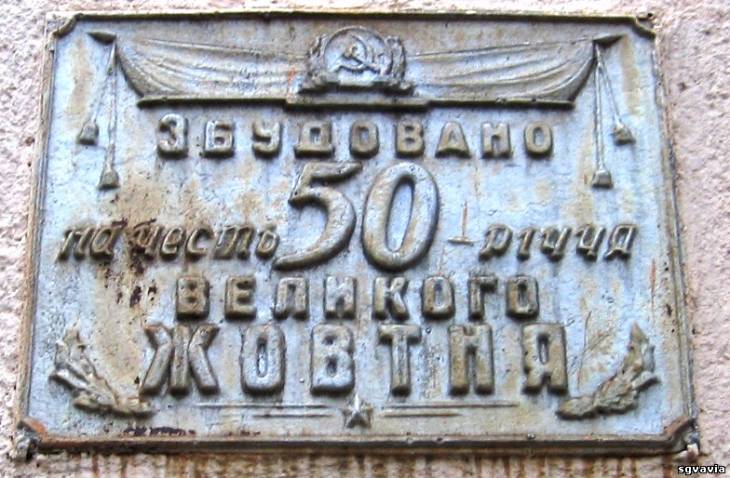 ЗБУДОВАНО
на честь 50-річчя
ВЕЛИКОГО
ЖОВТНЯ
sgvavia